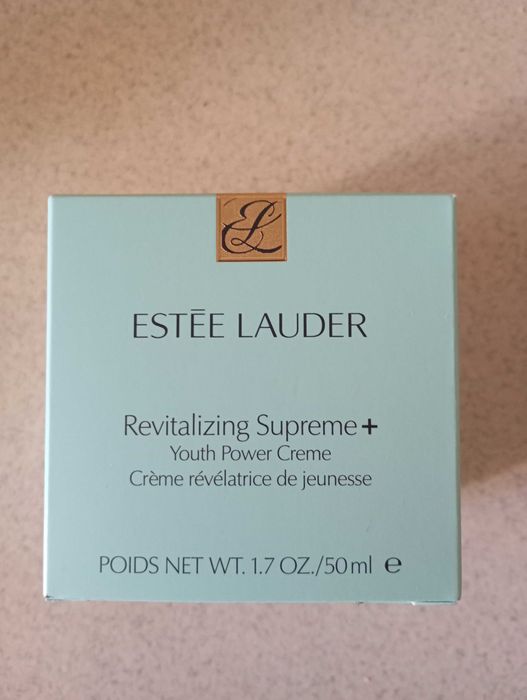 EL
ESTĒE LAUDER
Revitalizing Supreme+
Youth Power Creme
Crème révélatrice de jeunesse
POIDS NET WT. 1.7 OZ./50 ml ℮